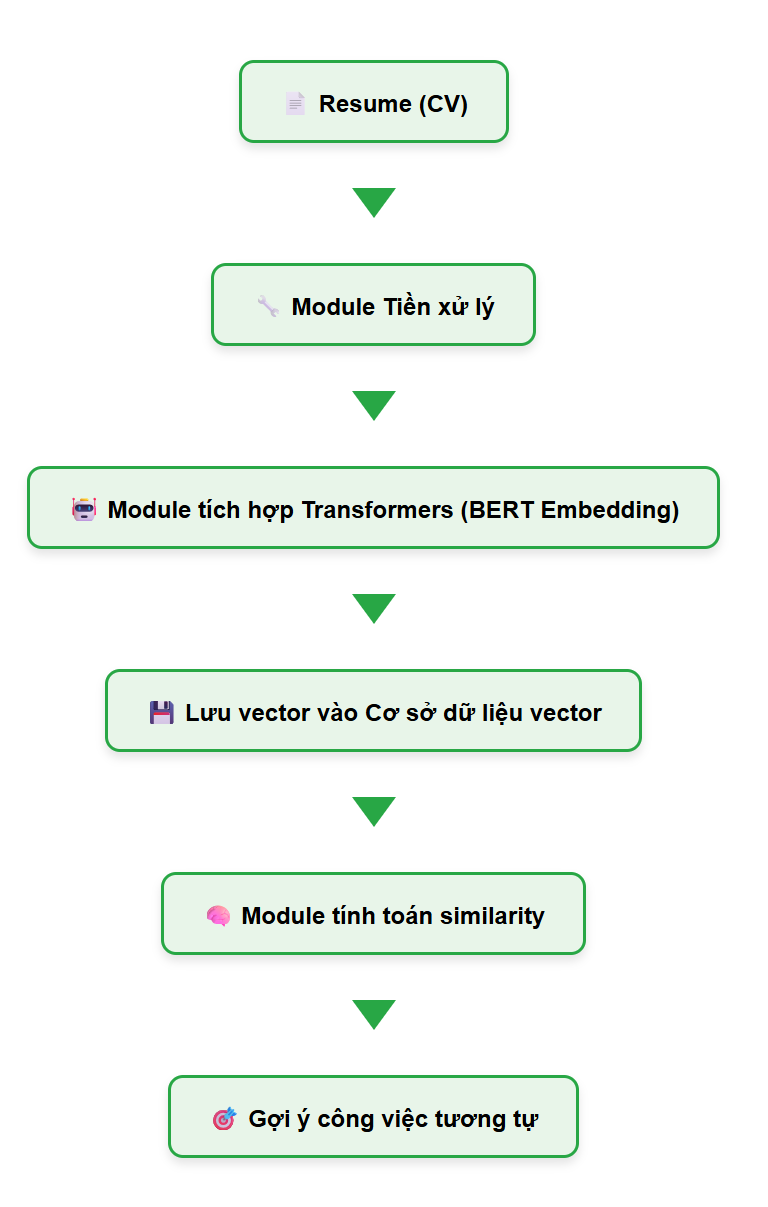 Resume (CV)
Module Tiền xử lý
Module tích hợp Transformers (BERT Embedding)
Lưu vector vào Cơ sở dữ liệu vector
Module tính toán similarity
Gợi ý công việc tương tự